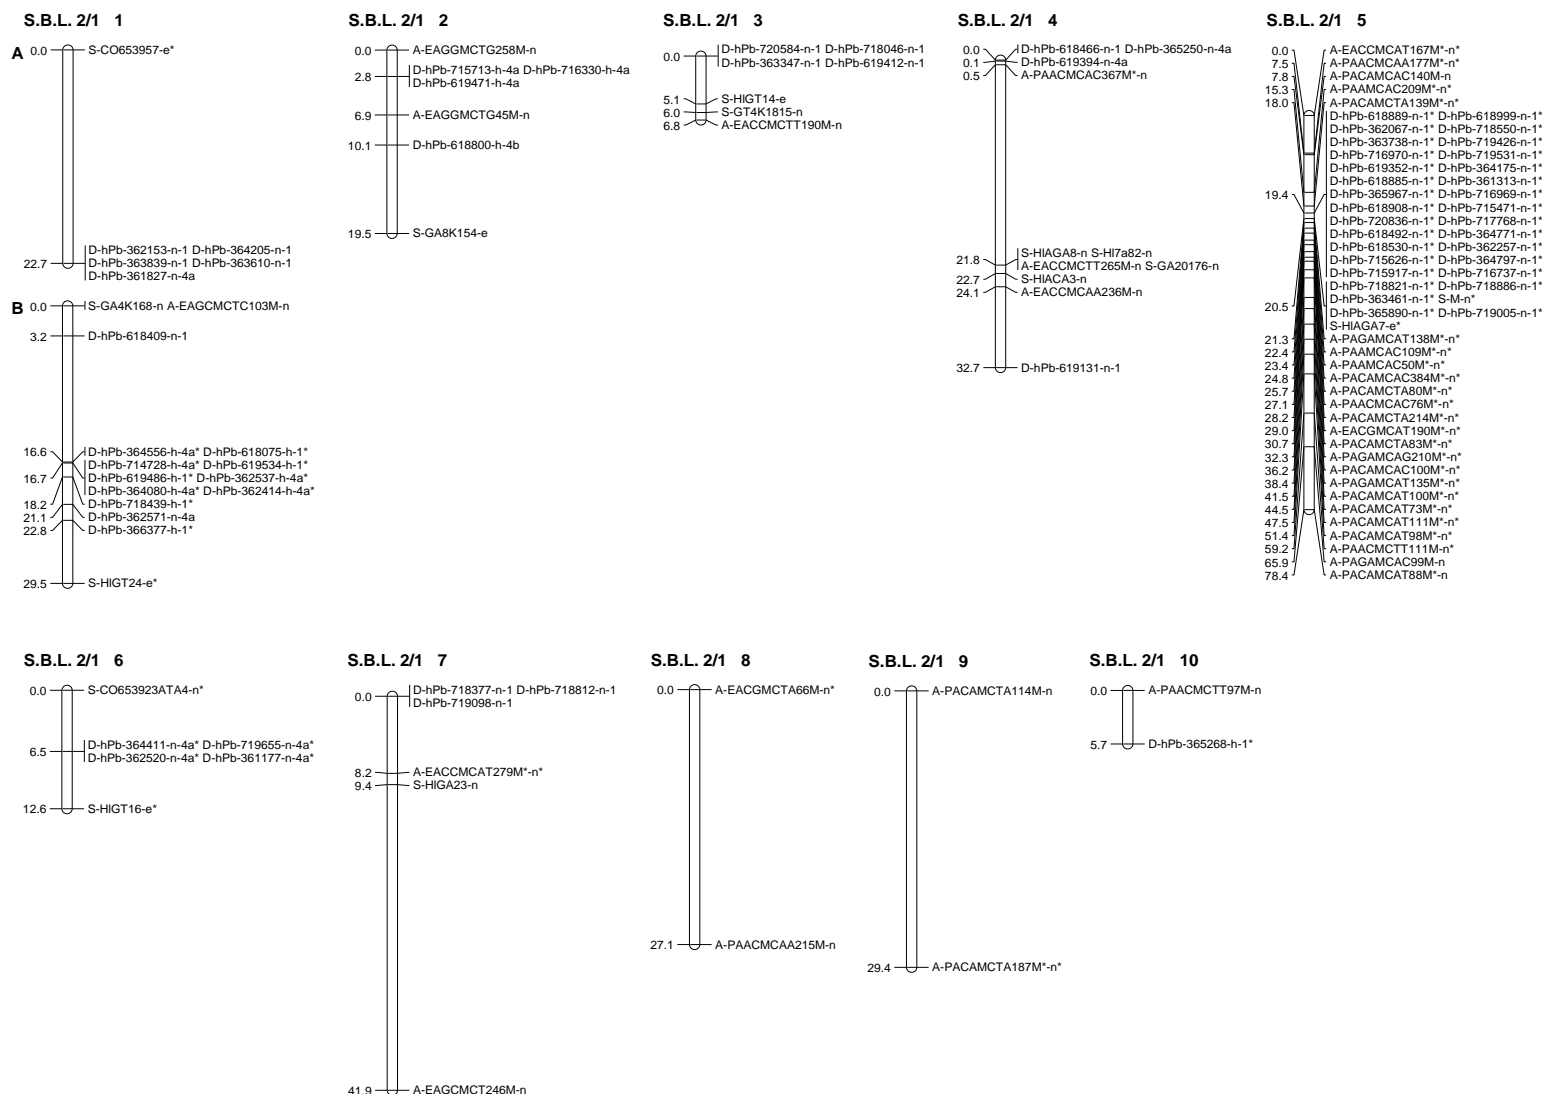 S.B.L. 2/1 1
A
0.0 S-CO653957-e*
D-hPb-362153-n-1 D-hPb-364205-n-1
22.7 D-hPb-363839-n-1 D-hPb-363610-n-1
D-hPb-361827-n-4a
B
0.0 S-GA4K168-n A-EAGCMCTC103M-n
3.2 D-hPb-618409-n-1
16.6 D-hPb-364556-h-4a* D-hPb-618075-h-1*
D-hPb-714728-h-4a* D-hPb-619534-h-1*
16.7 D-hPb-619486-h-1* D-hPb-362537-h-4a*
D-hPb-364080-h-4a* D-hPb-362414-h-4a*
18.2 D-hPb-718439-h-1*
21.1 D-hPb-362571-n-4a
22.8 D-hPb-366377-h-1*
29.5 S-HIGT24-e*
S.B.L. 2/1 2
0.0 A-EAGGMCTG258M-n
D-hPb-715713-h-4a D-hPb-716330-h-4a
2.8 D-hPb-619471-h-4a
6.9 A-EAGGMCTG45M-n
10.1 D-hPb-618800-h-4b
19.5 S-GA8K154-e
S.B.L. 2/1 3
D-hPb-720584-n-1 D-hPb-718046-n-1
0.0 D-hPb-363347-n-1 D-hPb-619412-n-1
5.1 S-HIGT14-e
6.0 S-GT4K1815-n
6.8 A-EACCMCTT190M-n
S.B.L. 2/1 4
0.0 D-hPb-618466-n-1 D-hPb-365250-n-4a
0.1 D-hPb-619394-n-4a
0.5 A-PAACMCAC367M*-n
S-HIAGA8-n S-HI7a82-n
21.8 A-EACCMCTT265M-n S-GA20176-n
22.7 S-HIACA3-n
24.1 A-EACCMCAA236M-n
32.7 D-hPb-619131-n-1
S.B.L. 2/1 5
0.0 A-EACCMCAT167M*-n*
7.5 A-PAACMCAA177M*-n*
7.8 A-PACAMCAC140M-n
15.3 A-PAAMCAC209M*-n*
18.0 A-PACAMCTA139M*-n*
D-hPb-618889-n-1* D-hPb-618999-n-1*
D-hPb-362067-n-1* D-hPb-718550-n-1*
D-hPb-363738-n-1* D-hPb-719426-n-1*
D-hPb-716970-n-1* D-hPb-719531-n-1*
D-hPb-619352-n-1* D-hPb-364175-n-1*
D-hPb-618885-n-1* D-hPb-361313-n-1*
19.4 D-hPb-365967-n-1* D-hPb-716969-n-1*
D-hPb-618908-n-1* D-hPb-715471-n-1*
D-hPb-720836-n-1* D-hPb-717768-n-1*
D-hPb-618492-n-1* D-hPb-364771-n-1*
D-hPb-618530-n-1* D-hPb-362257-n-1*
D-hPb-715626-n-1* D-hPb-364797-n-1*
D-hPb-715917-n-1* D-hPb-716737-n-1*
D-hPb-718821-n-1* D-hPb-718886-n-1*
D-hPb-363461-n-1* S-M-n*
20.5 D-hPb-365890-n-1* D-hPb-719005-n-1*
S-HIAGA7-e*
21.3 A-PAGAMCAT138M*-n*
22.4 A-PAAMCAC109M*-n*
23.4 A-PAAMCAC50M*-n*
24.8 A-PACAMCAC384M*-n*
25.7 A-PACAMCTA80M*-n*
27.1 A-PAACMCAC76M*-n*
28.2 A-PACAMCTA214M*-n*
29.0 A-EACGMCAT190M*-n*
30.7 A-PACAMCTA83M*-n*
32.3 A-PAGAMCAG210M*-n*
36.2 A-PACAMCAC100M*-n*
38.4 A-PAGAMCAT135M*-n*
41.5 A-PACAMCAT100M*-n*
44.5 A-PACAMCAT73M*-n*
47.5 A-PACAMCAT111M*-n*
51.4 A-PACAMCAT98M*-n*
59.2 A-PAACMCTT111M-n*
65.9 A-PAGAMCAC99M-n
78.4 A-PACAMCAT88M*-n
S.B.L. 2/1 6
0.0 S-CO653923ATA4-n*
D-hPb-364411-n-4a* D-hPb-719655-n-4a*
6.5 D-hPb-362520-n-4a* D-hPb-361177-n-4a*
12.6 S-HIGT16-e*
S.B.L. 2/1 7
D-hPb-718377-n-1 D-hPb-718812-n-1
0.0 D-hPb-719098-n-1
8.2 A-EACCMCAT279M*-n*
9.4 S-HIGA23-n
41.9 A-EAGCMCT246M-n
S.B.L. 2/1 8
0.0 A-EACGMCTA66M-n*
27.1 A-PAACMCAA215M-n
S.B.L. 2/1 9
0.0 A-PACAMCTA114M-n
29.4 A-PACAMCTA187M*-n*
S.B.L. 2/1 10
0.0 A-PAACMCTT97M-n
5.7 D-hPb-365268-h-1*